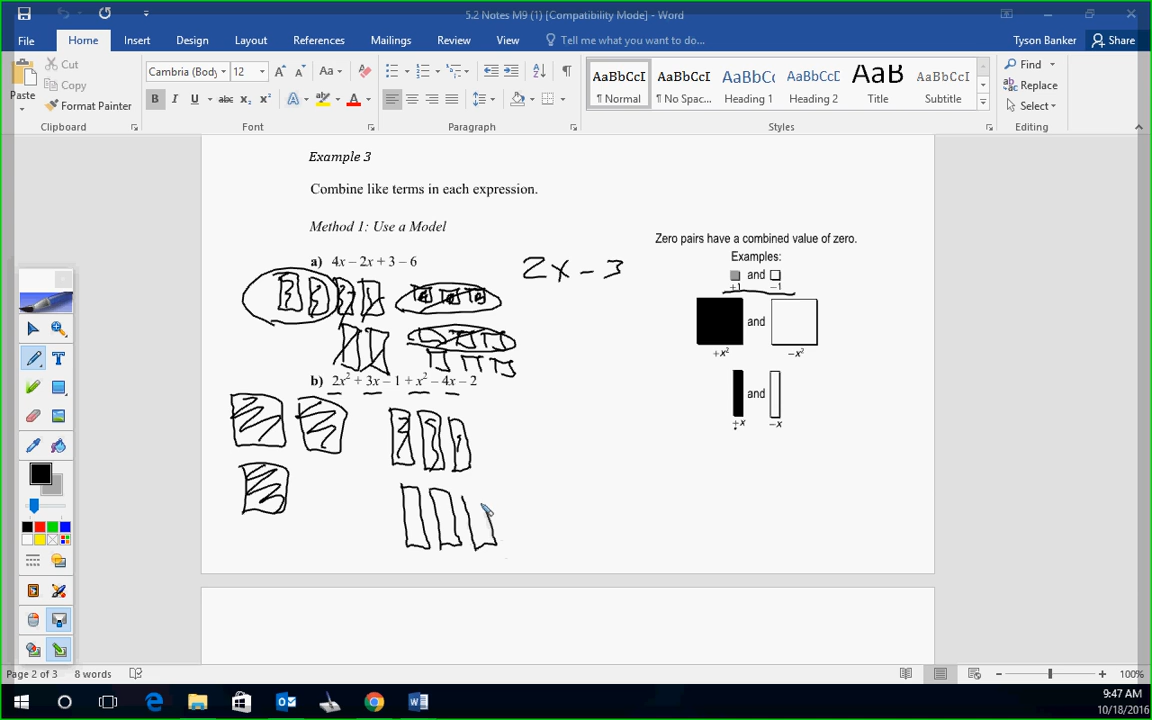 5.2 Notes M9 (1) [Compatibility Mode] - Word
File Home Insert Design Layout References Mailings Review View Tell me what you want to do... Tyson Banker Share
Paste Cut Copy Format Painter
Cambria (Body 12 A A Aa A
B I U abc x₂ x² A A
AaBbCcI ¶ Normal
AaBbCcI ¶ No Spac...
AaBbCc Heading 1
AaBbCcI Heading 2
AaB Title
AaBbCcI Subtitle
Find
Replace
Select
Clipboard Font Paragraph Styles Editing
Example 3
Combine like terms in each expression.
Method 1: Use a Model
a) 4x – 2x + 3 – 6
2x – 3
b) 2x² + 3x – 1 + x² – 4x – 2
Zero pairs have a combined value of zero.
Examples:
and
+1 −1
and
+x² −x²
and
+x −x
T
Page 2 of 3 8 words 100%
9:47 AM
10/18/2016